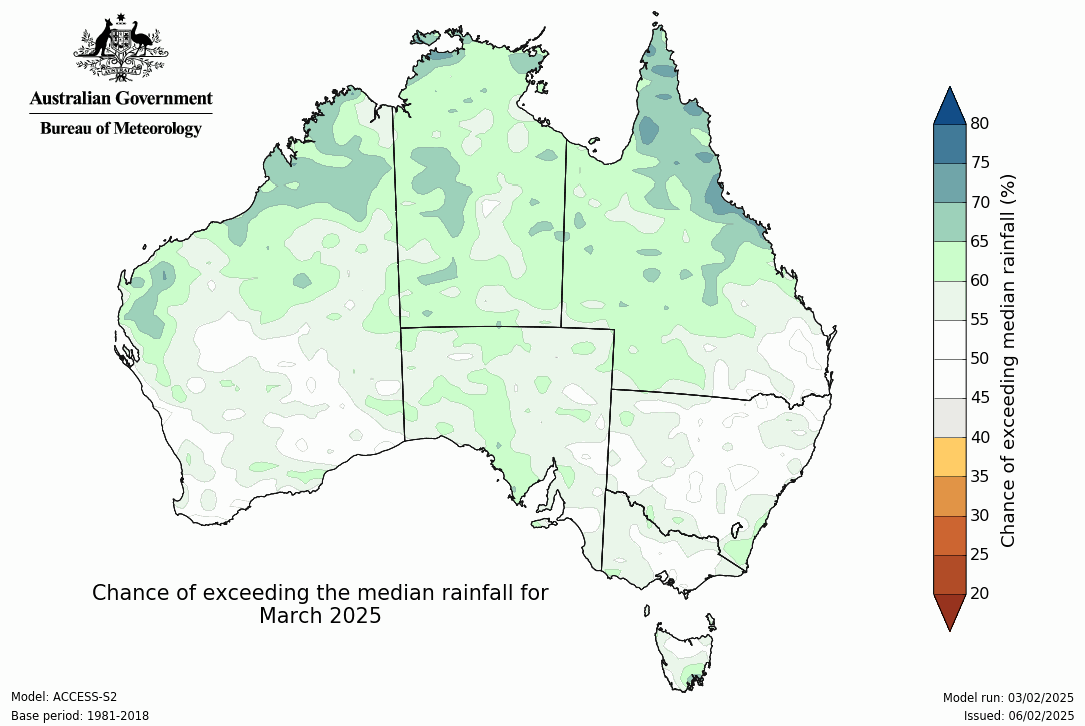 AUSTRALIA
Australian Government
Bureau of Meteorology
80
75
70
65
60
55
50
45
40
35
30
25
20
Chance of exceeding median rainfall (%)
Chance of exceeding the median rainfall for
March 2025
Model: ACCESS-S2
Base period: 1981-2018
Model run: 03/02/2025
Issued: 06/02/2025